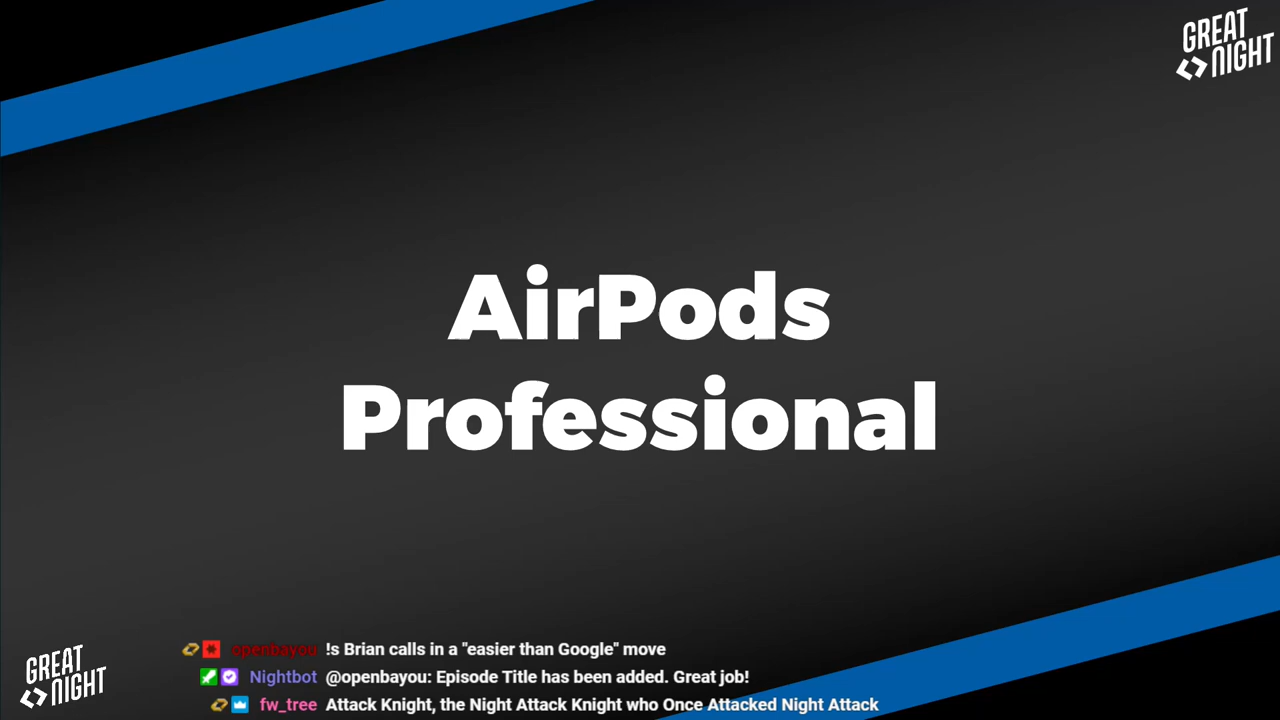 GREAT
NIGHT
AirPods
Professional
openbayou !s Brian calls in a "easier than Google" move
Nightbot @openbayou: Episode Title has been added. Great job!
fw_tree Attack Knight, the Night Attack Knight who Once Attacked Night Attack
GREAT
NIGHT